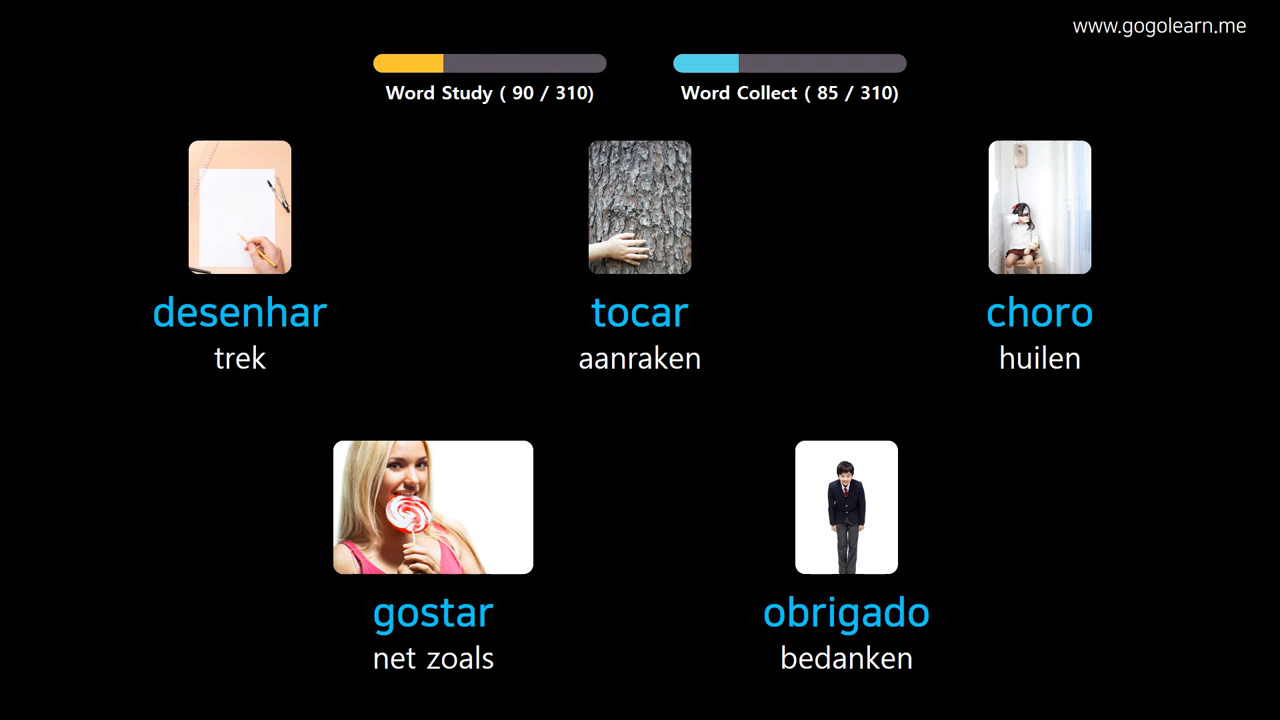 www.gogolearn.me
Word Study ( 90 / 310)
Word Collect ( 85 / 310)
desenhar
trek
tocar
aanraken
choro
huilen
gostar
net zoals
obrigado
bedanken